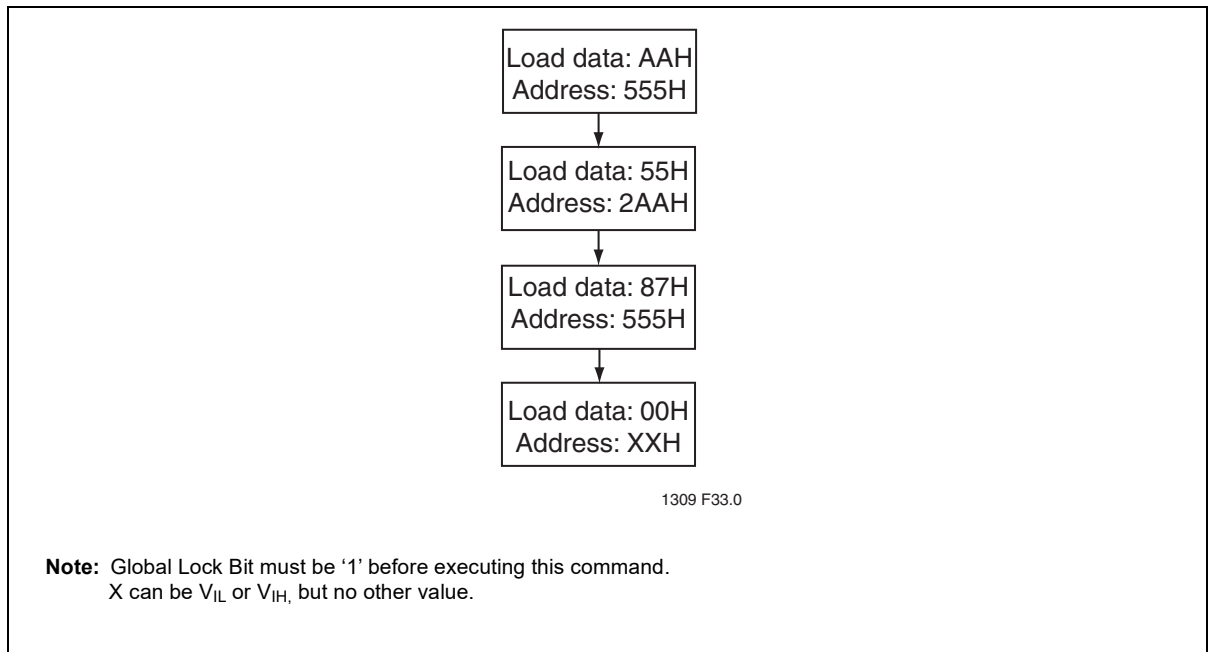 Load data: AAH
Address: 555H
Load data: 55H
Address: 2AAH
Load data: 87H
Address: 555H
Load data: 00H
Address: XXH
1309 F33.0
Note: Global Lock Bit must be ‘1’ before executing this command.
X can be VIL or VIH, but no other value.